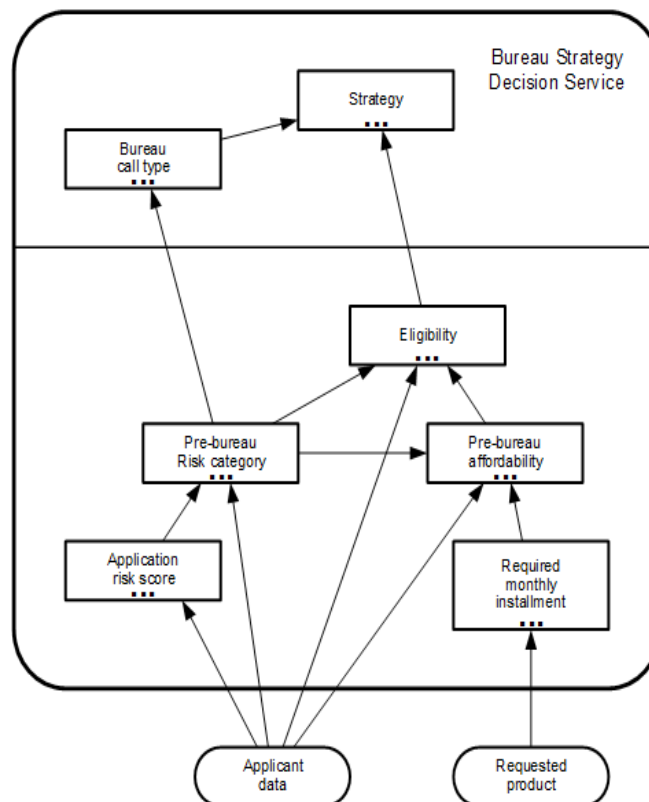 Bureau Strategy
Decision Service
Strategy
...
Bureau
call type
...
Eligibility
...
Pre-bureau
Risk category
...
Pre-bureau
affordability
...
Application
risk score
...
Required
monthly
installment
...
Applicant
data
Requested
product